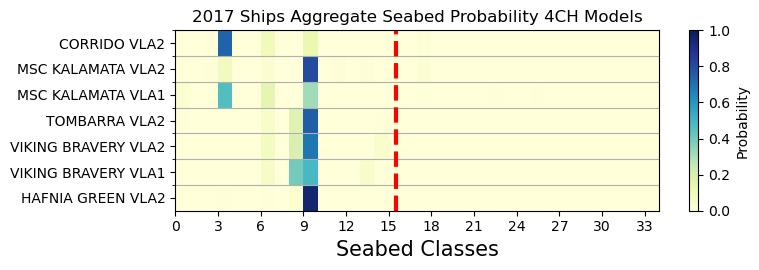 2017 Ships Aggregate Seabed Probability 4CH Models
CORRIDO VLA2
MSC KALAMATA VLA2
MSC KALAMATA VLA1
TOMBARRA VLA2
VIKING BRAVERY VLA2
VIKING BRAVERY VLA1
HAFNIA GREEN VLA2
0 3 6 9 12 15 18 21 24 27 30 33
Seabed Classes
1.0
0.8
0.6
0.4
0.2
0.0
Probability